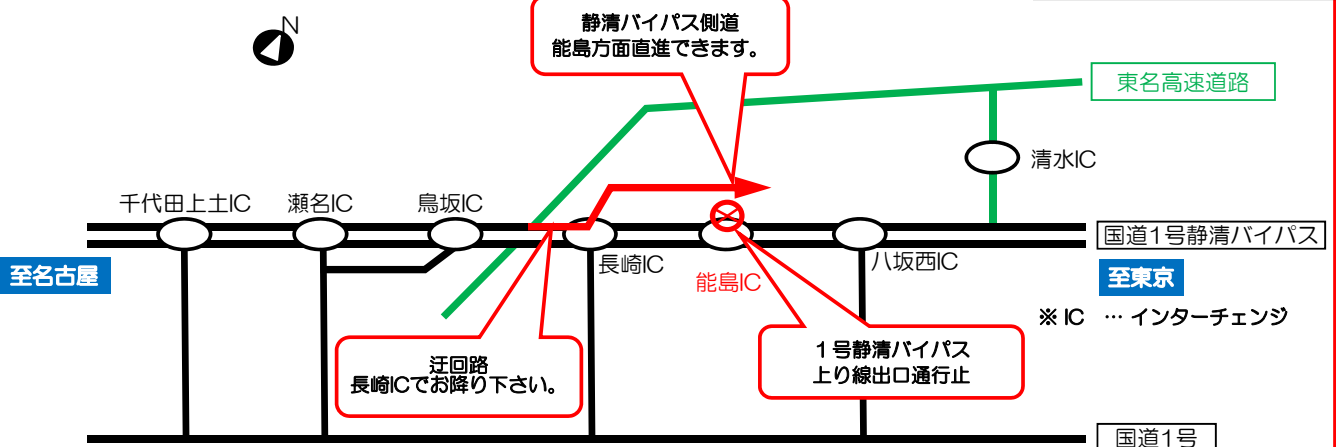 N
静清バイパス側道
能島方面直進できます。
東名高速道路
清水IC
千代田上土IC
瀬名IC
鳥坂IC
国道1号静清バイパス
長崎IC
能島IC
八坂西IC
至名古屋
至東京
※ IC … インターチェンジ
迂回路
長崎ICでお降り下さい。
1号静清バイパス
上り線出口通行止
国道1号